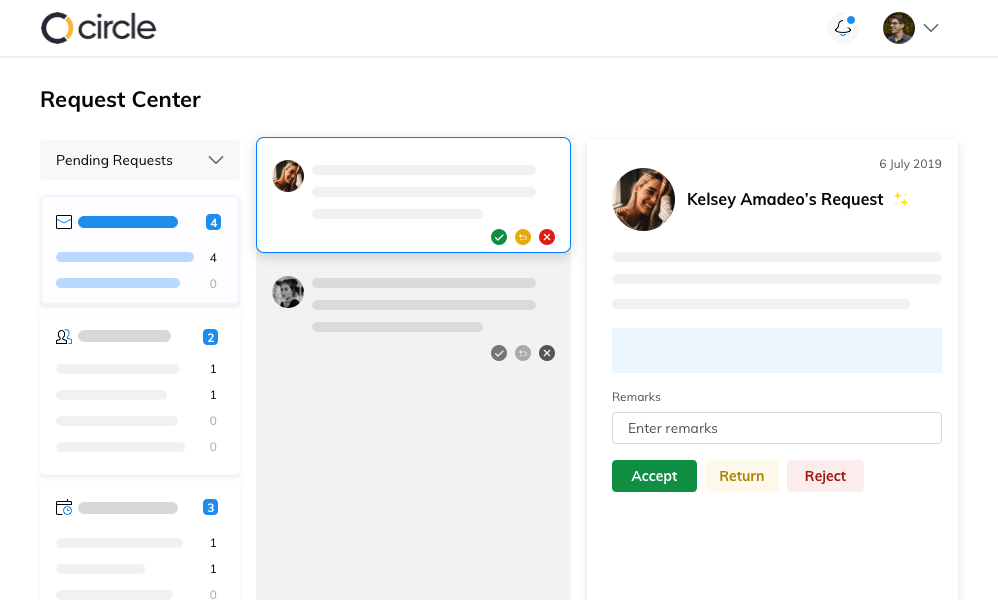 circle
Request Center
Pending Requests
4
4
0
2
1
1
0
0
3
1
1
0
6 July 2019
Kelsey Amadeo’s Request
Remarks
Enter remarks
Accept
Return
Reject